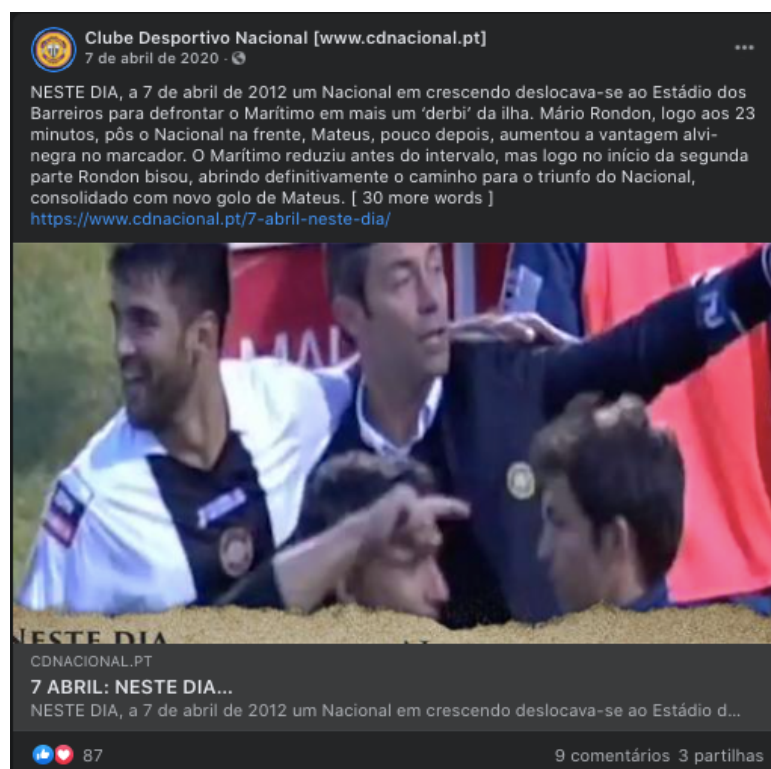 Clube Desportivo Nacional [www.cdnacional.pt]
7 de abril de 2020 ·
NESTE DIA, a 7 de abril de 2012 um Nacional em crescendo deslocava-se ao Estádio dos
Barreiros para defrontar o Marítimo em mais um ‘derbi’ da ilha. Mário Rondon, logo aos 23
minutos, pôs o Nacional na frente, Mateus, pouco depois, aumentou a vantagem alvi-
negra no marcador. O Marítimo reduziu antes do intervalo, mas logo no início da segunda
parte Rondon bisou, abrindo definitivamente o caminho para o triunfo do Nacional,
consolidado com novo golo de Mateus. [ 30 more words ]
https://www.cdnacional.pt/7-abril-neste-dia/
NESTE DIA
CDNACIONAL.PT
7 ABRIL: NESTE DIA...
NESTE DIA, a 7 de abril de 2012 um Nacional em crescendo deslocava-se ao Estádio d...
87
9 comentários 3 partilhas